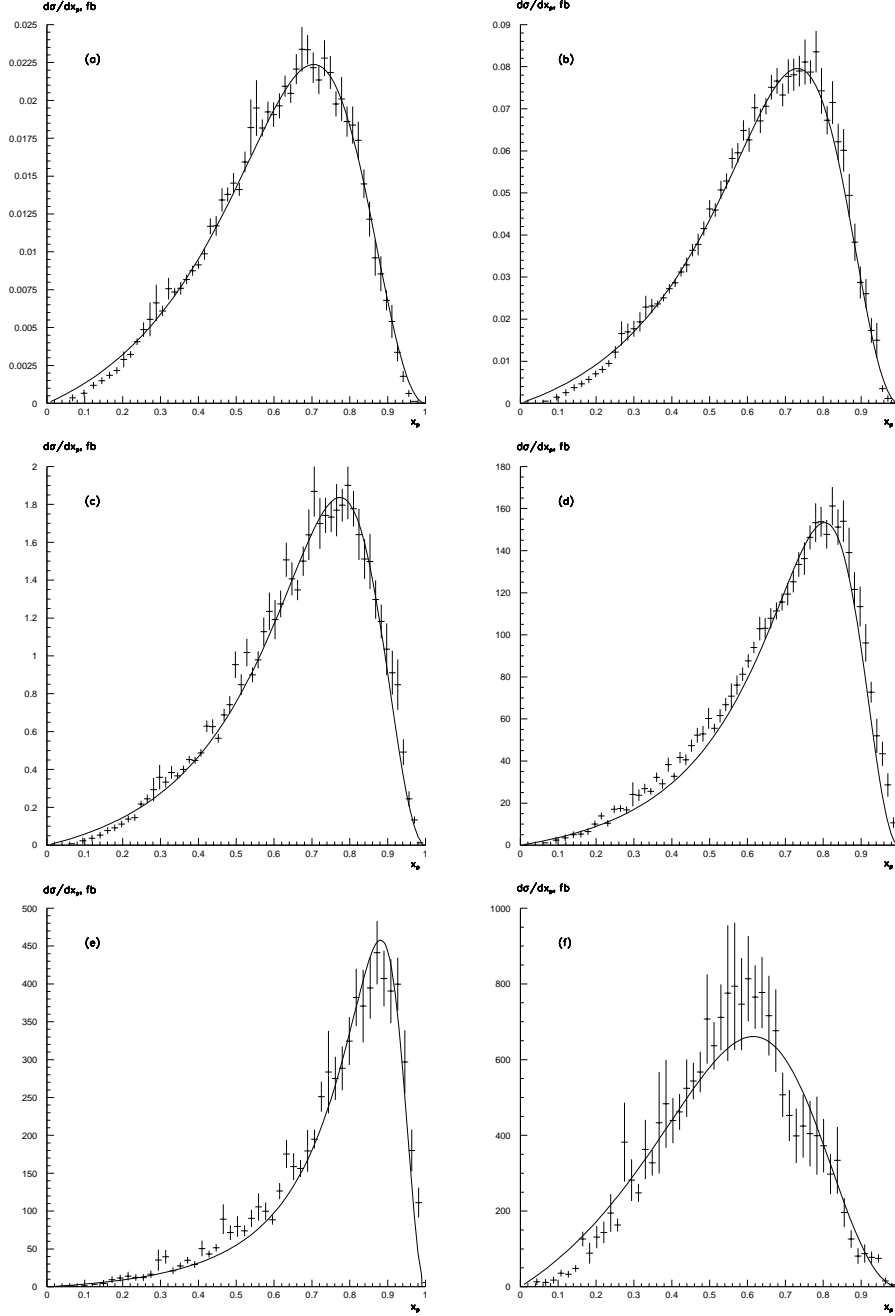 dσ/dxₚ, fb
(a)
0.025
0.0225
0.02
0.0175
0.015
0.0125
0.01
0.0075
0.005
0.0025
0
0 0.1 0.2 0.3 0.4 0.5 0.6 0.7 0.8 0.9 1
xₚ
dσ/dxₚ, fb
(b)
0.09
0.08
0.07
0.06
0.05
0.04
0.03
0.02
0.01
0
0 0.1 0.2 0.3 0.4 0.5 0.6 0.7 0.8 0.9
xₚ
dσ/dxₚ, fb
(c)
2
1.8
1.6
1.4
1.2
1
0.8
0.6
0.4
0.2
0
0 0.1 0.2 0.3 0.4 0.5 0.6 0.7 0.8 0.9 1
xₚ
dσ/dxₚ, fb
(d)
180
160
140
120
100
80
60
40
20
0
0 0.1 0.2 0.3 0.4 0.5 0.6 0.7 0.8 0.9
xₚ
dσ/dxₚ, fb
(e)
500
450
400
350
300
250
200
150
100
50
0
0 0.1 0.2 0.3 0.4 0.5 0.6 0.7 0.8 0.9 1
xₚ
dσ/dxₚ, fb
(f)
1000
800
600
400
200
0
0 0.1 0.2 0.3 0.4 0.5 0.6 0.7 0.8 0.9
xₚ